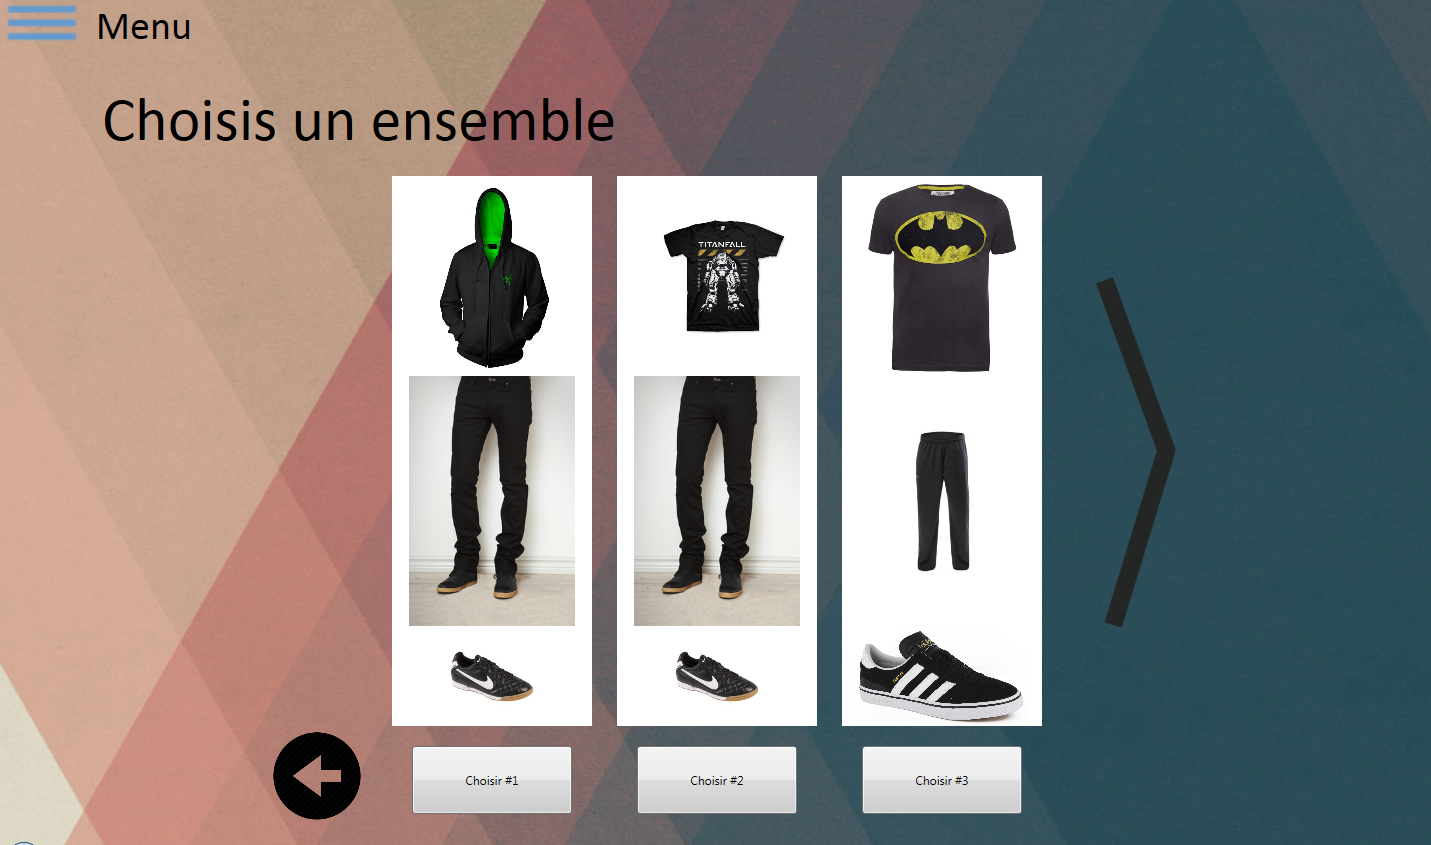 Menu
Choisis un ensemble
TITANFALL
Choisir #1
Choisir #2
Choisir #3